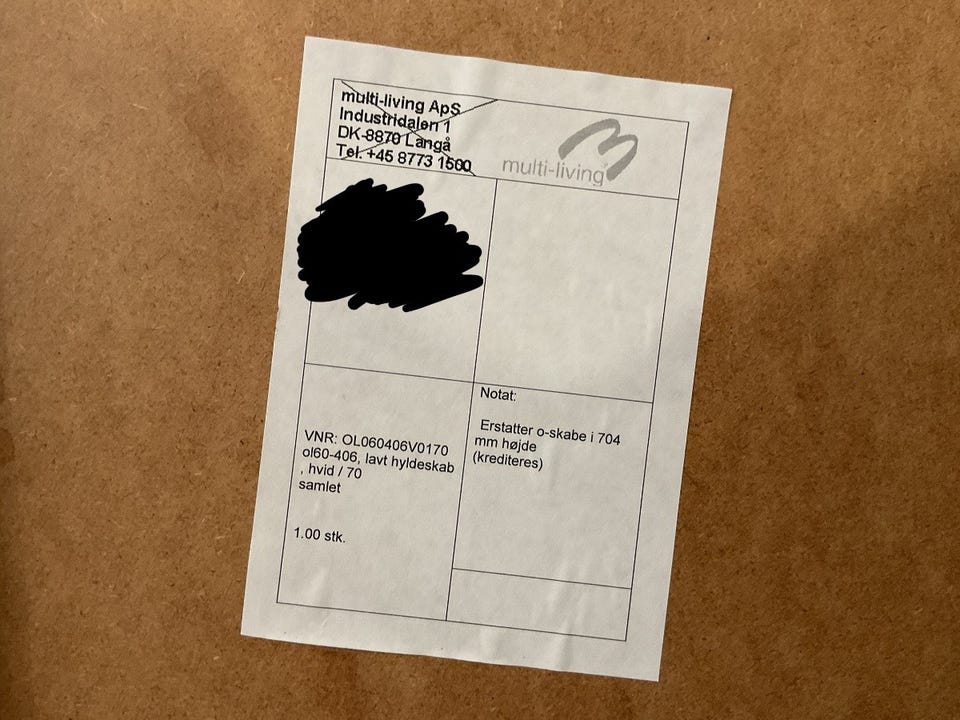 multi-living ApS
Industridalen 1
DK-8870 Langå
Tel. +45 8773 1500
multi-living
VNR: OL060406V0170
ol60-406, lavt hyldeskab
, hvid / 70
samlet
1.00 stk.
Notat:
Erstatter o-skabe i 704
mm højde
(krediteres)